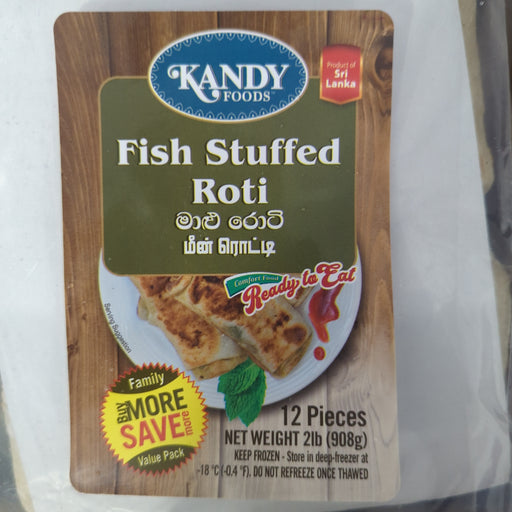 KANDY
FOODS
Product of
Sri
Lanka
Fish Stuffed
Roti
මාළු රොටි
மீன் ரொட்டி
Comfort Food
Ready to Eat
Serving Suggestion
Family
BUY MORE
SAVE more
Value Pack
12 Pieces
NET WEIGHT 2lb (908g)
KEEP FROZEN - Store in deep-freezer at
-18 °C (-0.4 °F). DO NOT REFREEZE ONCE THAWED